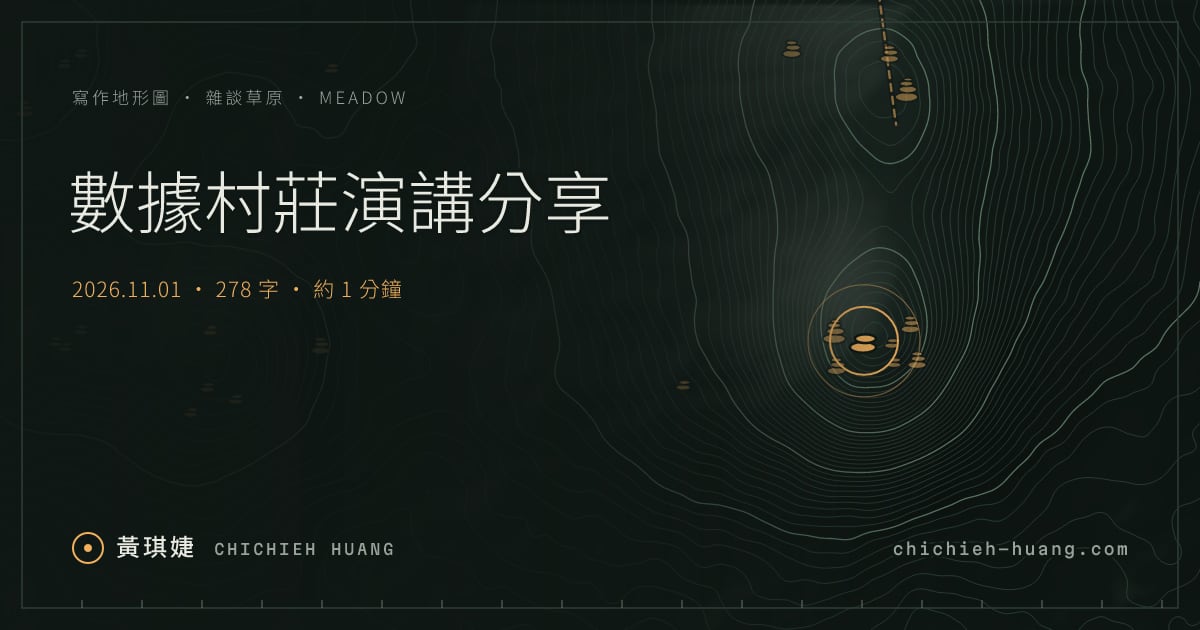 寫作地形圖 · 雜談草原 · MEADOW
數據村莊演講分享
2026.11.01 · 278 字 · 約 1 分鐘
黃琪婕 CHICHIEH HUANG
chichieh-huang.com